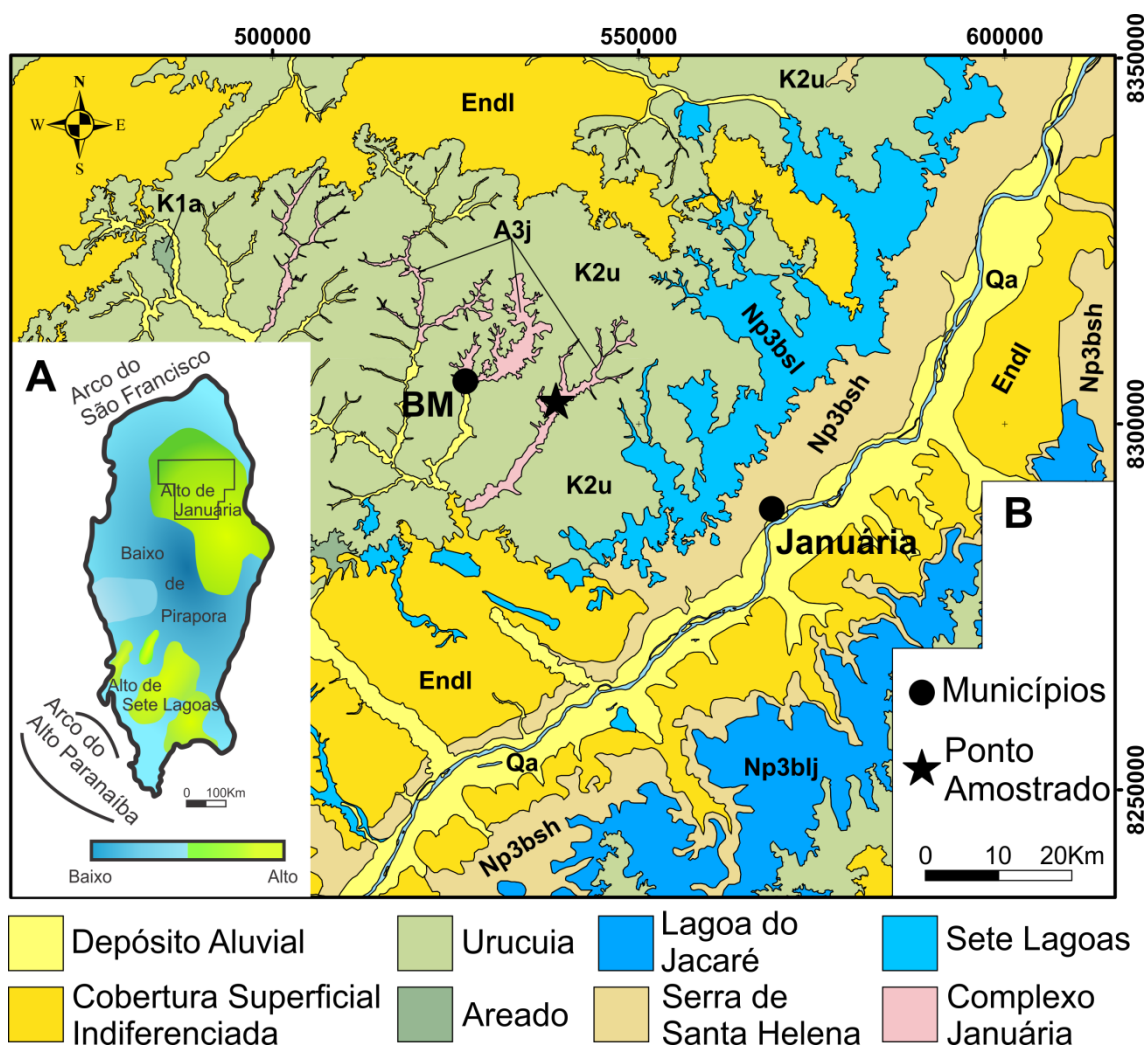 500000
550000
600000
8350000
8300000
8250000
N
W
E
S
Endl
K2u
K1a
A3j
K2u
Qa
Np3bsl
Np3bsh
Endl
Np3bsh
BM
K2u
Januária
Endl
Qa
Np3blj
Np3bsh
A
Arco do
São Francisco
Alto de
Januária
Baixo
de
Pirapora
Alto de
Sete Lagoas
Arco do
Alto Paranaíba
0 100Km
Baixo
Alto
B
Municípios
Ponto
Amostrado
0 10 20Km
Depósito Aluvial
Urucuia
Lagoa do
Jacaré
Sete Lagoas
Cobertura Superficial
Indiferenciada
Areado
Serra de
Santa Helena
Complexo
Januária